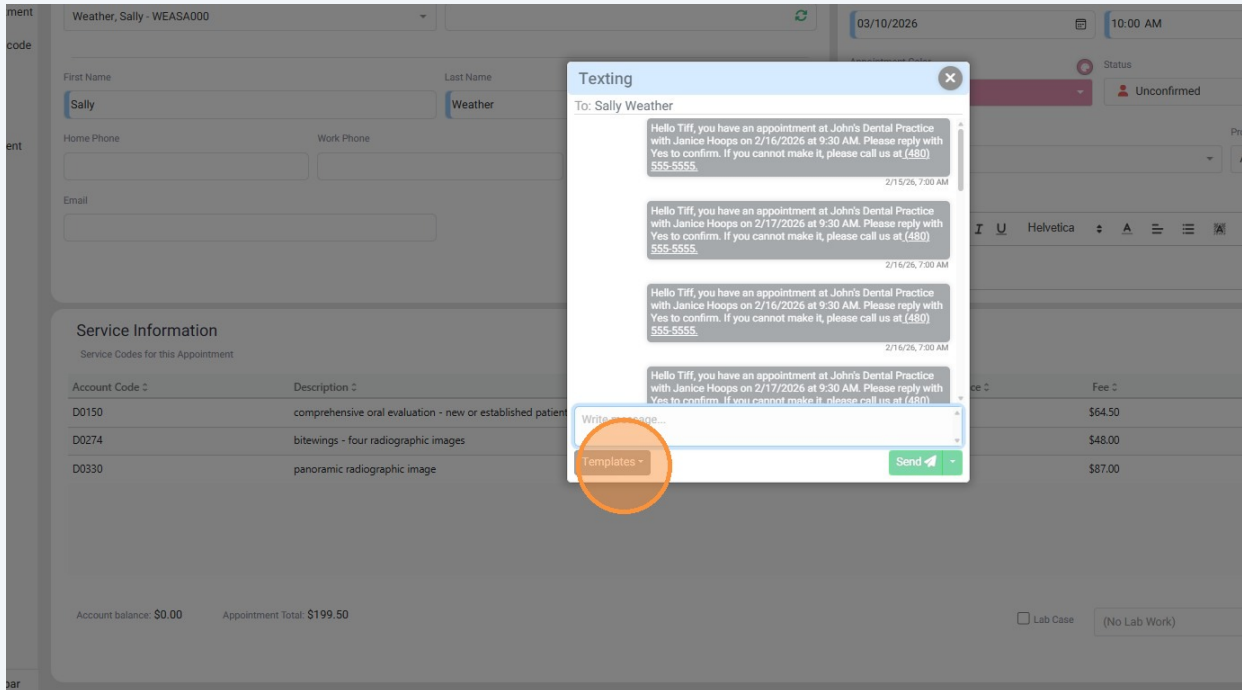 ment
code
ent
bar
Weather, Sally - WEASA000
First Name
Last Name
Sally
Weather
Home Phone
Work Phone
Email
03/10/2026
10:00 AM
Appointment Color
Status
Unconfirmed
I U Helvetica A
Texting
To: Sally Weather
Hello Tiff, you have an appointment at John's Dental Practice
with Janice Hoops on 2/16/2026 at 9:30 AM. Please reply with
Yes to confirm. If you cannot make it, please call us at (480)
555-5555.
2/15/26, 7:00 AM
Hello Tiff, you have an appointment at John's Dental Practice
with Janice Hoops on 2/17/2026 at 9:30 AM. Please reply with
Yes to confirm. If you cannot make it, please call us at (480)
555-5555.
2/16/26, 7:00 AM
Hello Tiff, you have an appointment at John's Dental Practice
with Janice Hoops on 2/16/2026 at 9:30 AM. Please reply with
Yes to confirm. If you cannot make it, please call us at (480)
555-5555.
2/16/26, 7:00 AM
Hello Tiff, you have an appointment at John's Dental Practice
with Janice Hoops on 2/17/2026 at 9:30 AM. Please reply with
Yes to confirm. If you cannot make it, please call us at (480)
Write message...
Templates
Send
Service Information
Service Codes for this Appointment
Account Code Description ce Fee
D0150 comprehensive oral evaluation - new or established patient $64.50
D0274 bitewings - four radiographic images $48.00
D0330 panoramic radiographic image $87.00
Account balance: $0.00 Appointment Total: $199.50
Lab Case (No Lab Work)